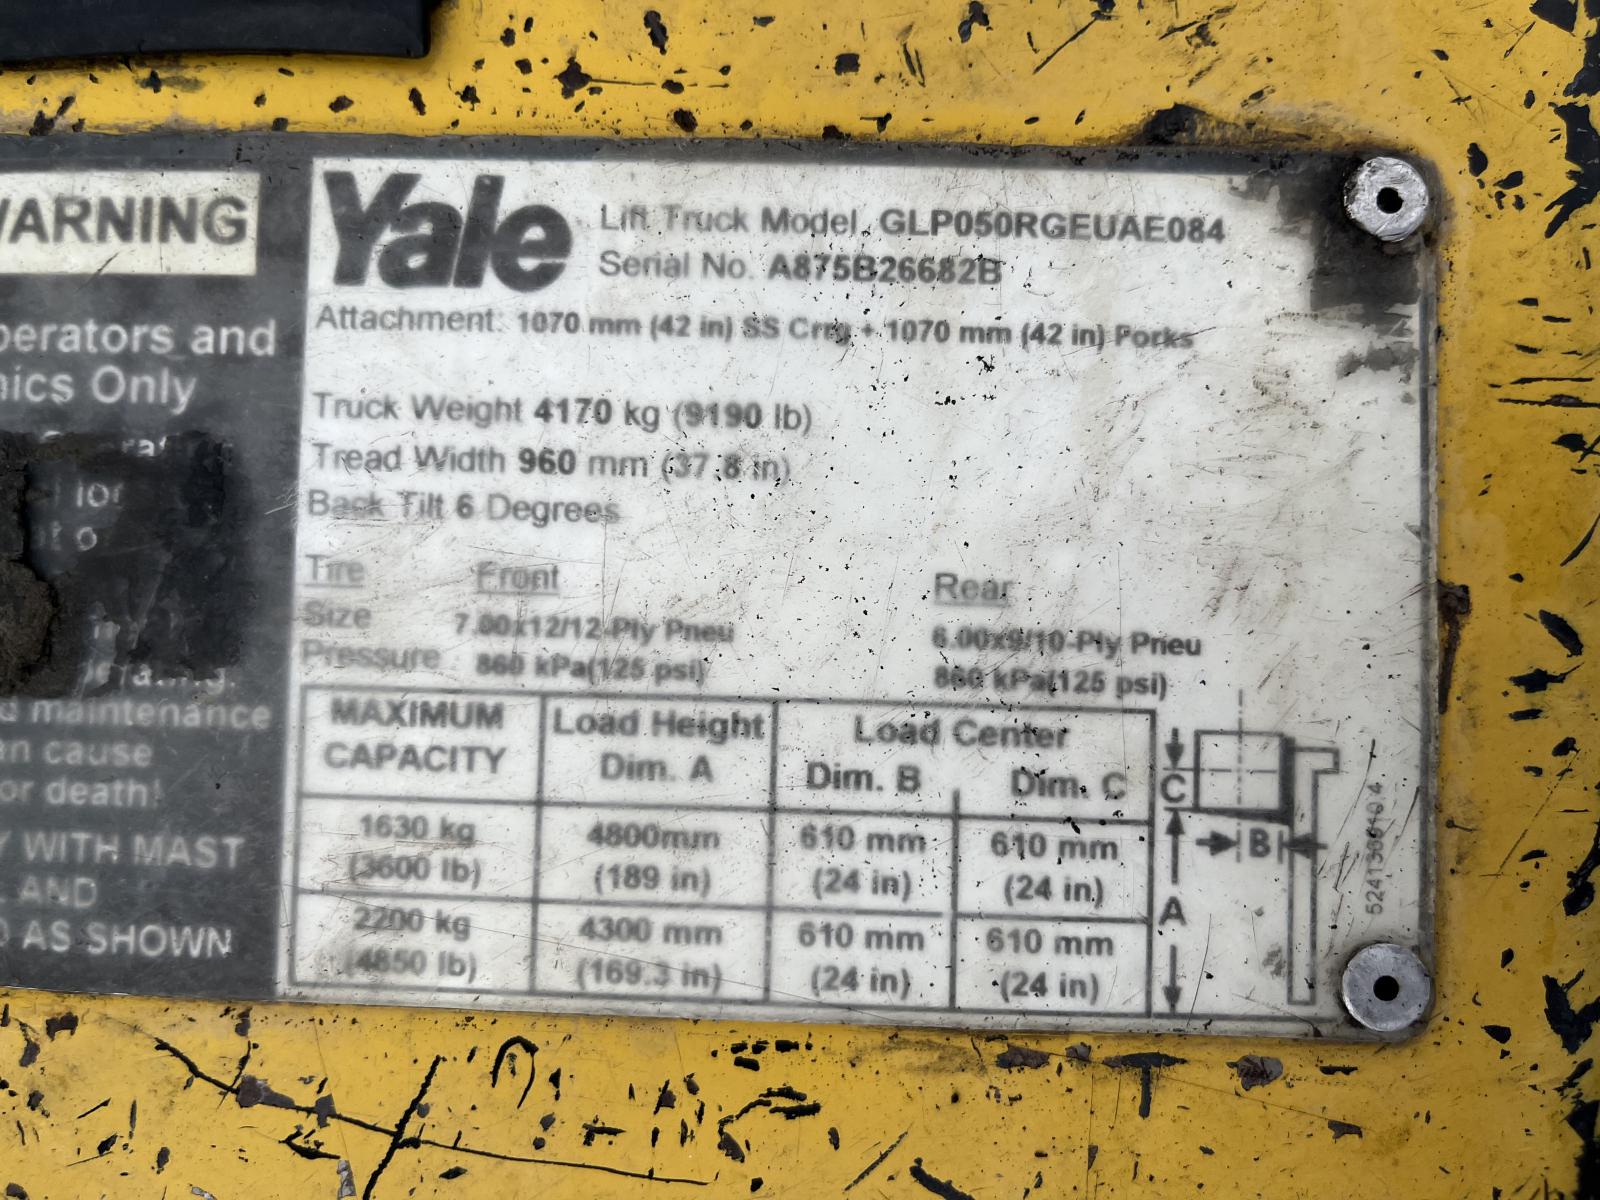 WARNING
perators and
nics Only
for
t o
perating.
d maintenance
an cause
or death!
Y WITH MAST
L AND
D AS SHOWN
Yale
Lift Truck Model. GLP050RGEUAE084
Serial No. A875B26682B
Attachment: 1070 mm (42 in) SS Crrg + 1070 mm (42 in) Forks
Truck Weight 4170 kg (9190 lb)
Tread Width 960 mm (37.8 in)
Back Tilt 6 Degrees
Tire Front Rear
Size 7.00x12/12-Ply Pneu 6.00x9/10-Ply Pneu
Pressure 860 kPa(125 psi) 860 kPa(125 psi)
MAXIMUM CAPACITY
Load Height Dim. A
Load Center
Dim. B Dim. C
1630 kg 4800mm 610 mm 610 mm
(3600 lb) (189 in) (24 in) (24 in)
2200 kg 4300 mm 610 mm 610 mm
(4850 lb) (169.3 in) (24 in) (24 in)
C
B
A